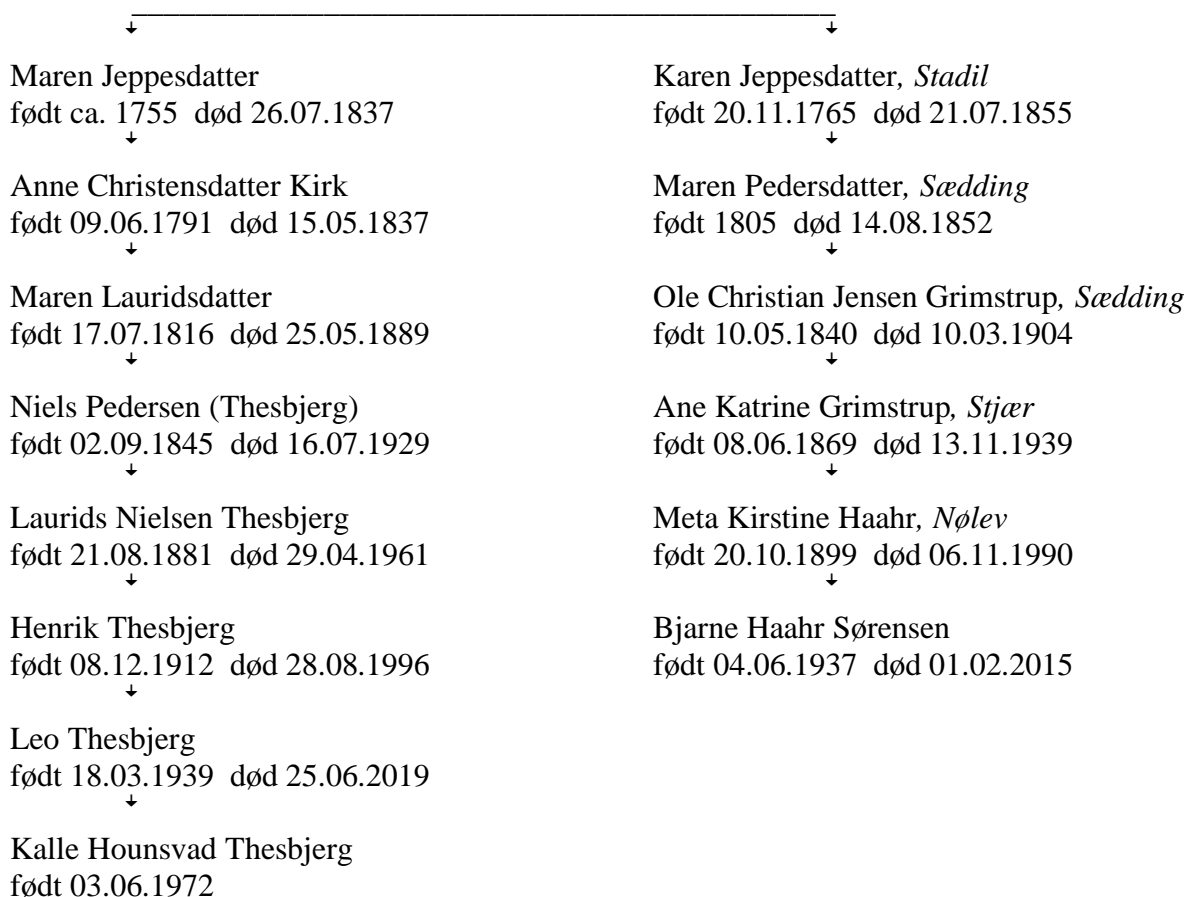 Maren Jeppesdatter
født ca. 1755 død 26.07.1837
Anne Christensdatter Kirk
født 09.06.1791 død 15.05.1837
Maren Lauridsdatter
født 17.07.1816 død 25.05.1889
Niels Pedersen (Thesbjerg)
født 02.09.1845 død 16.07.1929
Laurids Nielsen Thesbjerg
født 21.08.1881 død 29.04.1961
Henrik Thesbjerg
født 08.12.1912 død 28.08.1996
Leo Thesbjerg
født 18.03.1939 død 25.06.2019
Kalle Hounsvad Thesbjerg
født 03.06.1972
Karen Jeppesdatter, Stadil
født 20.11.1765 død 21.07.1855
Maren Pedersdatter, Sædding
født 1805 død 14.08.1852
Ole Christian Jensen Grimstrup, Sædding
født 10.05.1840 død 10.03.1904
Ane Katrine Grimstrup, Stjær
født 08.06.1869 død 13.11.1939
Meta Kirstine Haahr, Nølev
født 20.10.1899 død 06.11.1990
Bjarne Haahr Sørensen
født 04.06.1937 død 01.02.2015